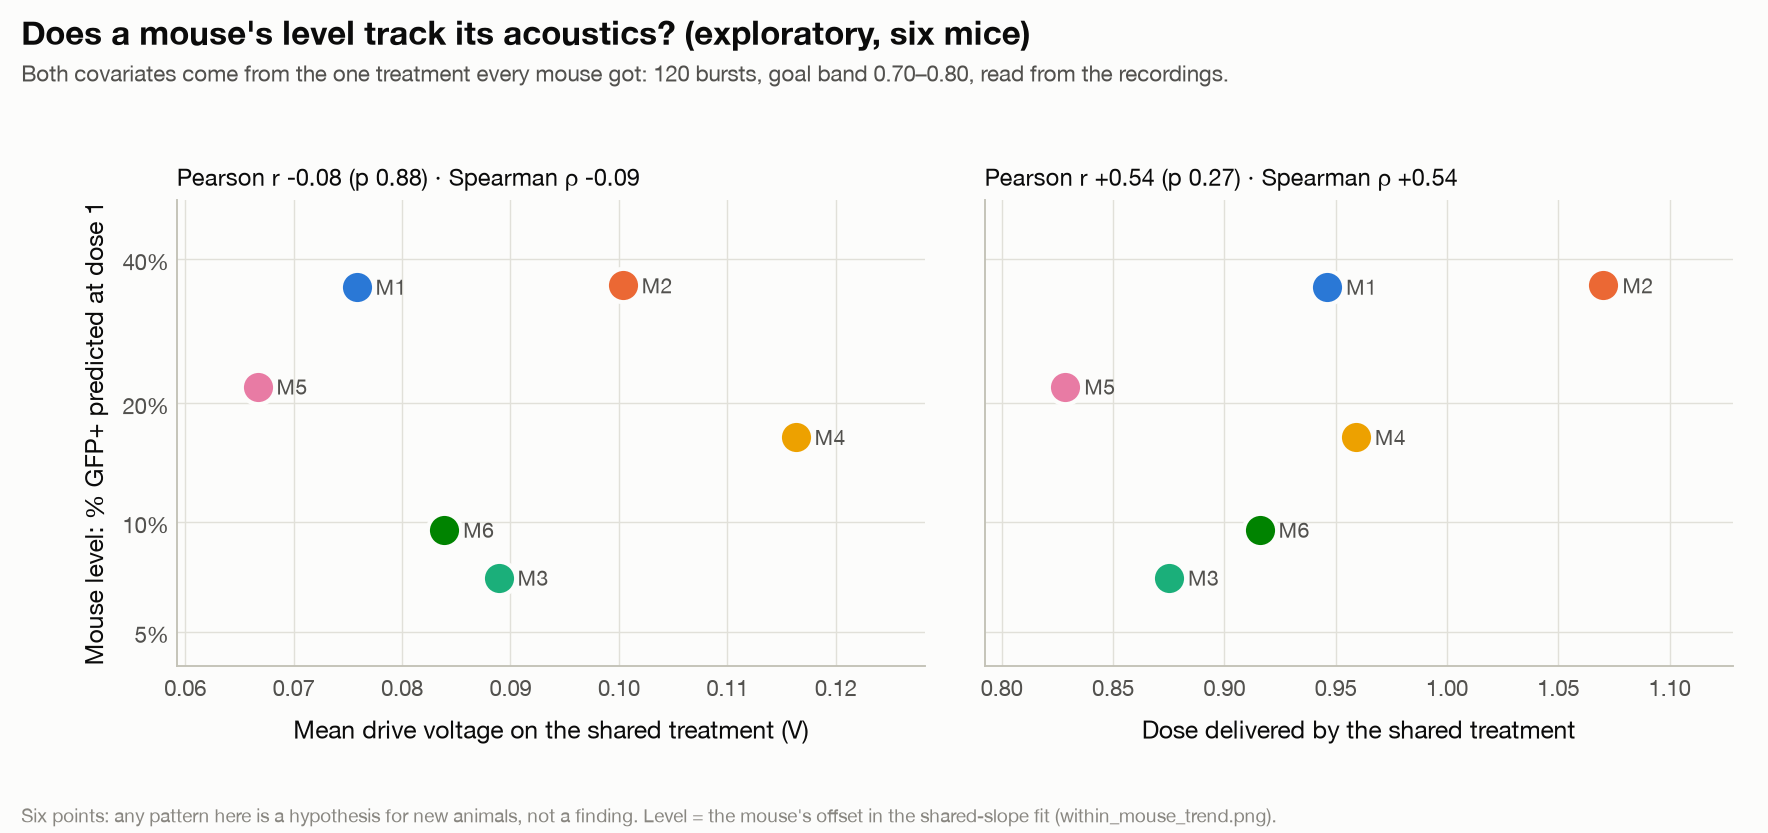 Does a mouse's level track its acoustics? (exploratory, six mice)
Both covariates come from the one treatment every mouse got: 120 bursts, goal band 0.70–0.80, read from the recordings.
Pearson r -0.08 (p 0.88) · Spearman ρ -0.09
Mouse level: % GFP+ predicted at dose 1
40%
20%
10%
5%
M1
M2
M5
M4
M6
M3
0.06 0.07 0.08 0.09 0.10 0.11 0.12
Mean drive voltage on the shared treatment (V)
Pearson r +0.54 (p 0.27) · Spearman ρ +0.54
M1
M2
M5
M4
M6
M3
0.80 0.85 0.90 0.95 1.00 1.05 1.10
Dose delivered by the shared treatment
Six points: any pattern here is a hypothesis for new animals, not a finding. Level = the mouse's offset in the shared-slope fit (within_mouse_trend.png).